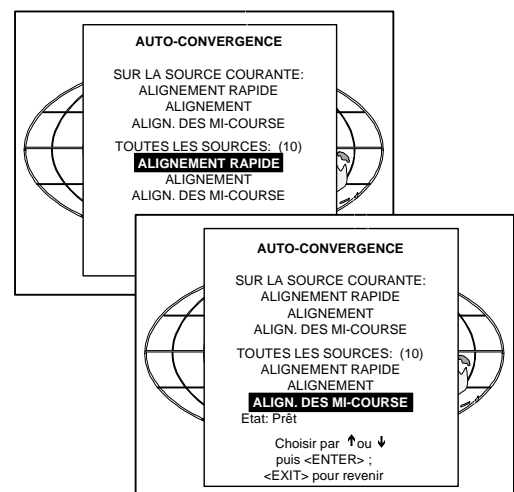 AUTO-CONVERGENCE
SUR LA SOURCE COURANTE:
ALIGNEMENT RAPIDE
ALIGNEMENT
ALIGN. DES MI-COURSE
TOUTES LES SOURCES: (10)
ALIGNEMENT RAPIDE
ALIGNEMENT
ALIGN. DES MI-COURSE
AUTO-CONVERGENCE
SUR LA SOURCE COURANTE:
ALIGNEMENT RAPIDE
ALIGNEMENT
ALIGN. DES MI-COURSE
TOUTES LES SOURCES: (10)
ALIGNEMENT RAPIDE
ALIGNEMENT
ALIGN. DES MI-COURSE
Etat: Prêt
Choisir par ↑ou ↓
puis <ENTER> ;
<EXIT> pour revenir